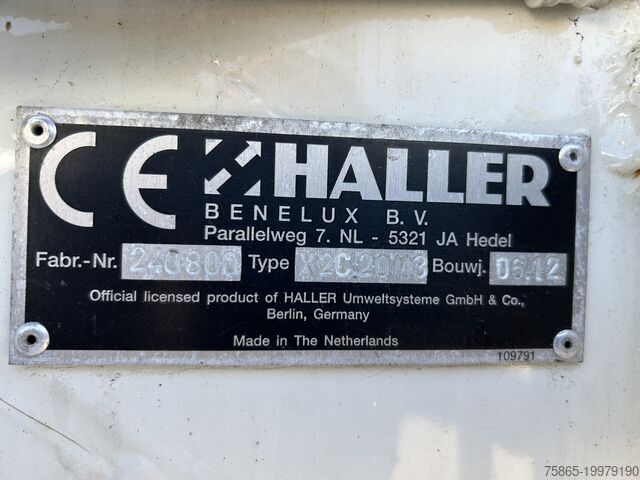 CE HALLER
BENELUX B.V.
Parallelweg 7. NL - 5321 JA Hedel
Fabr.-Nr. 240800 Type X2C20M3 Bouwj. 06.12
Official licensed product of HALLER Umweltsysteme GmbH & Co.,
Berlin, Germany
Made in The Netherlands
109791
75865-19979190